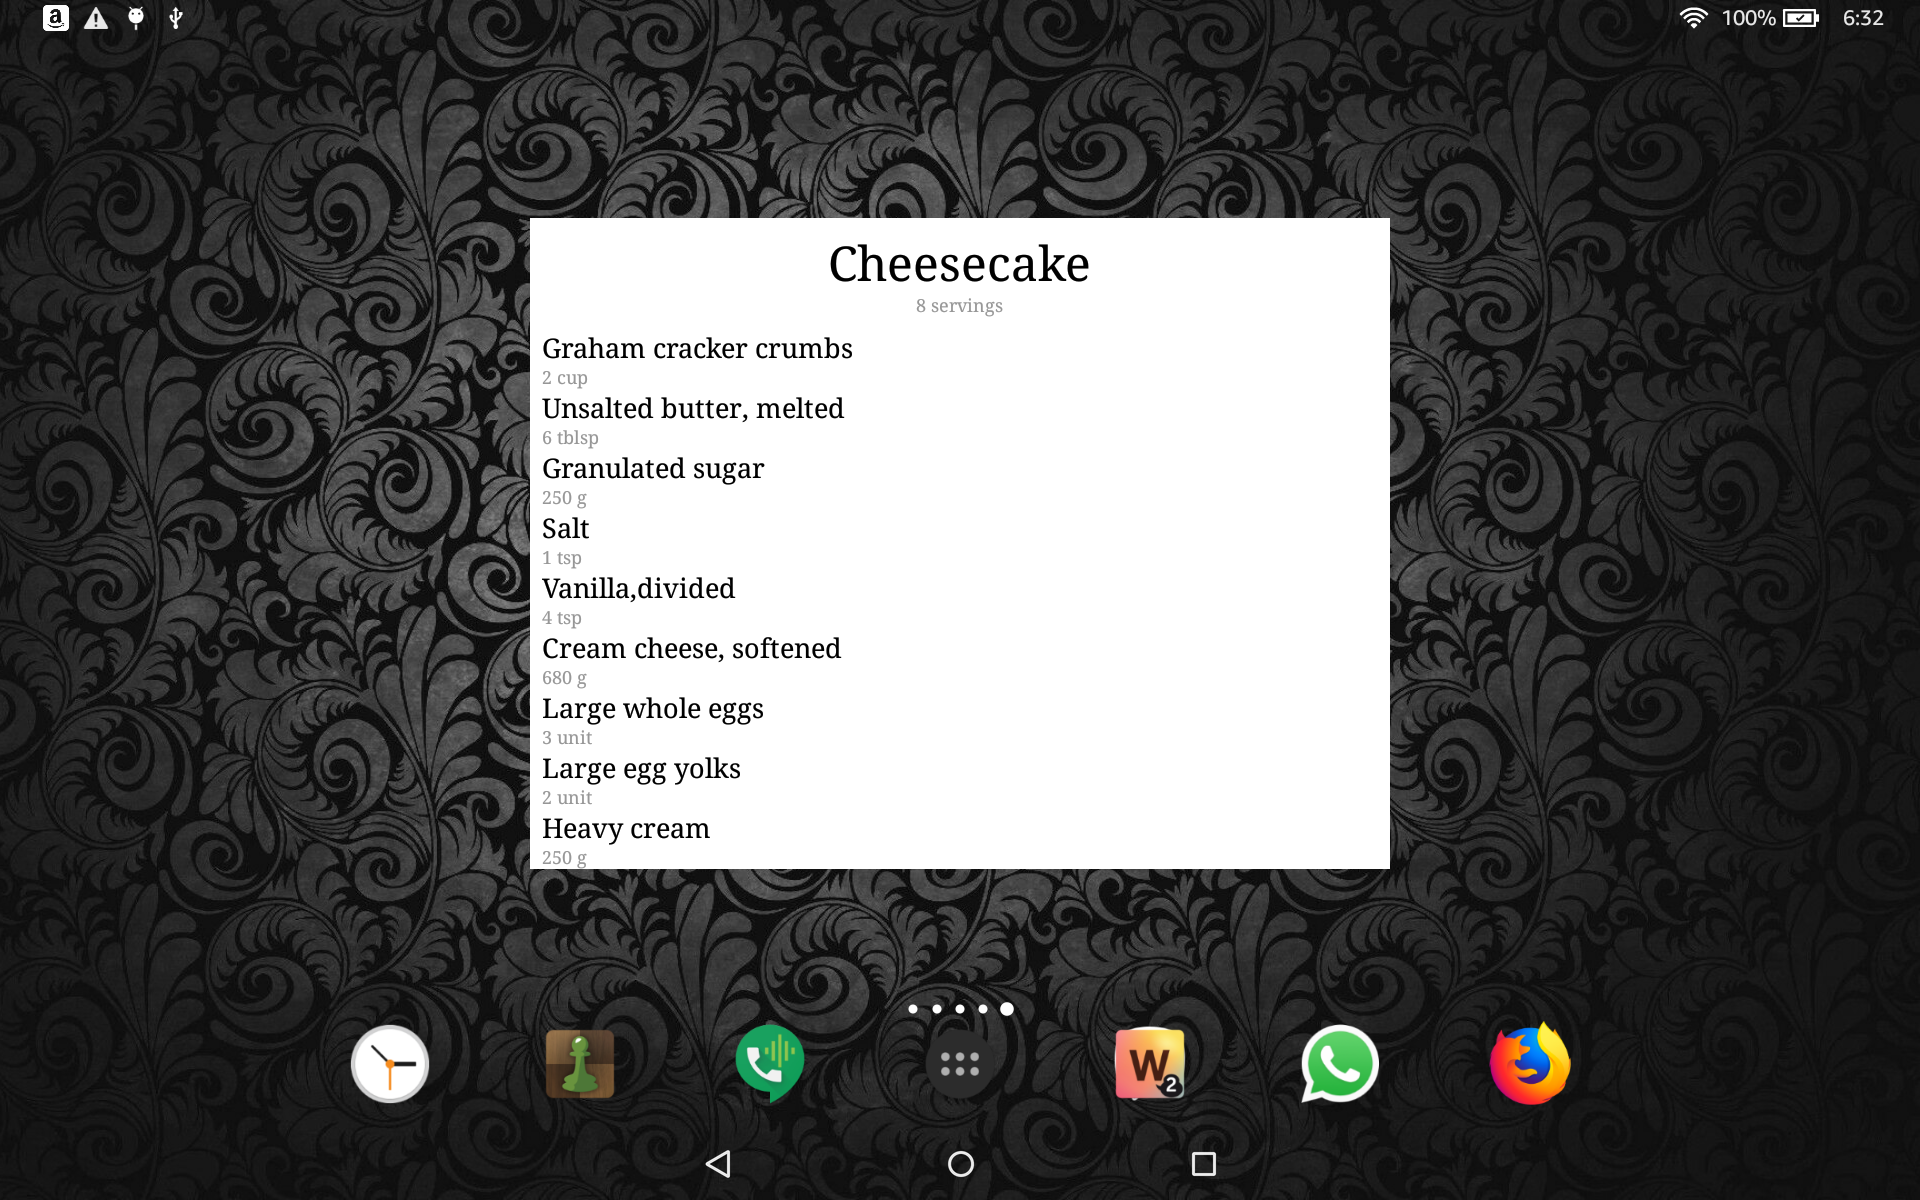 a
100%
6:32
Cheesecake
8 servings
Graham cracker crumbs
2 cup
Unsalted butter, melted
6 tblsp
Granulated sugar
250 g
Salt
1 tsp
Vanilla,divided
4 tsp
Cream cheese, softened
680 g
Large whole eggs
3 unit
Large egg yolks
2 unit
Heavy cream
250 g
W
2